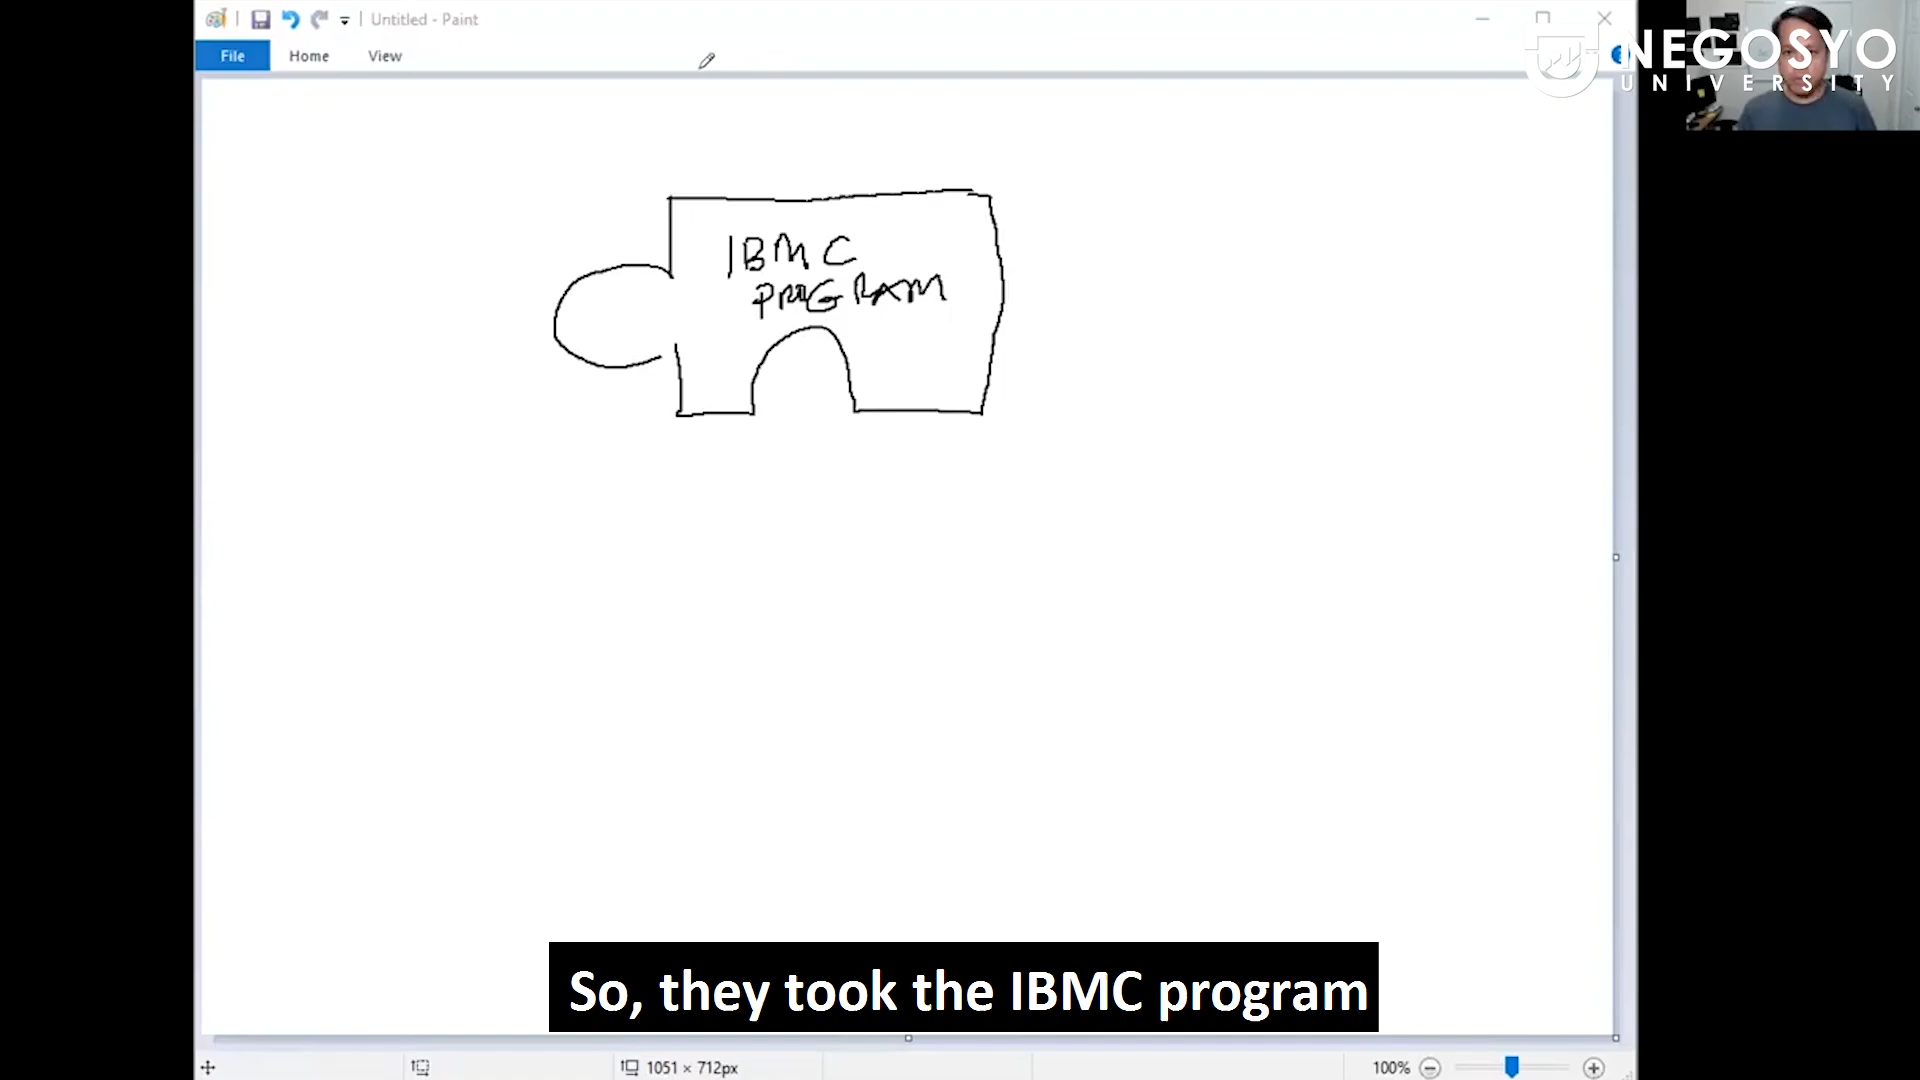 Untitled - Paint
File Home View
NEGOSYO
UNIVERSITY
IBMC
PROGRAM
So, they took the IBMC program
1051 × 712px
100%